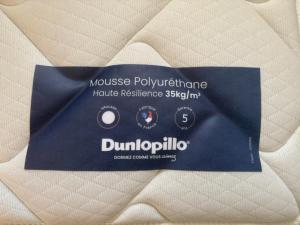 Mousse Polyuréthane
Haute Résilience 35kg/m³
5
Dunlopillo®
DORMEZ COMME VOUS aimez